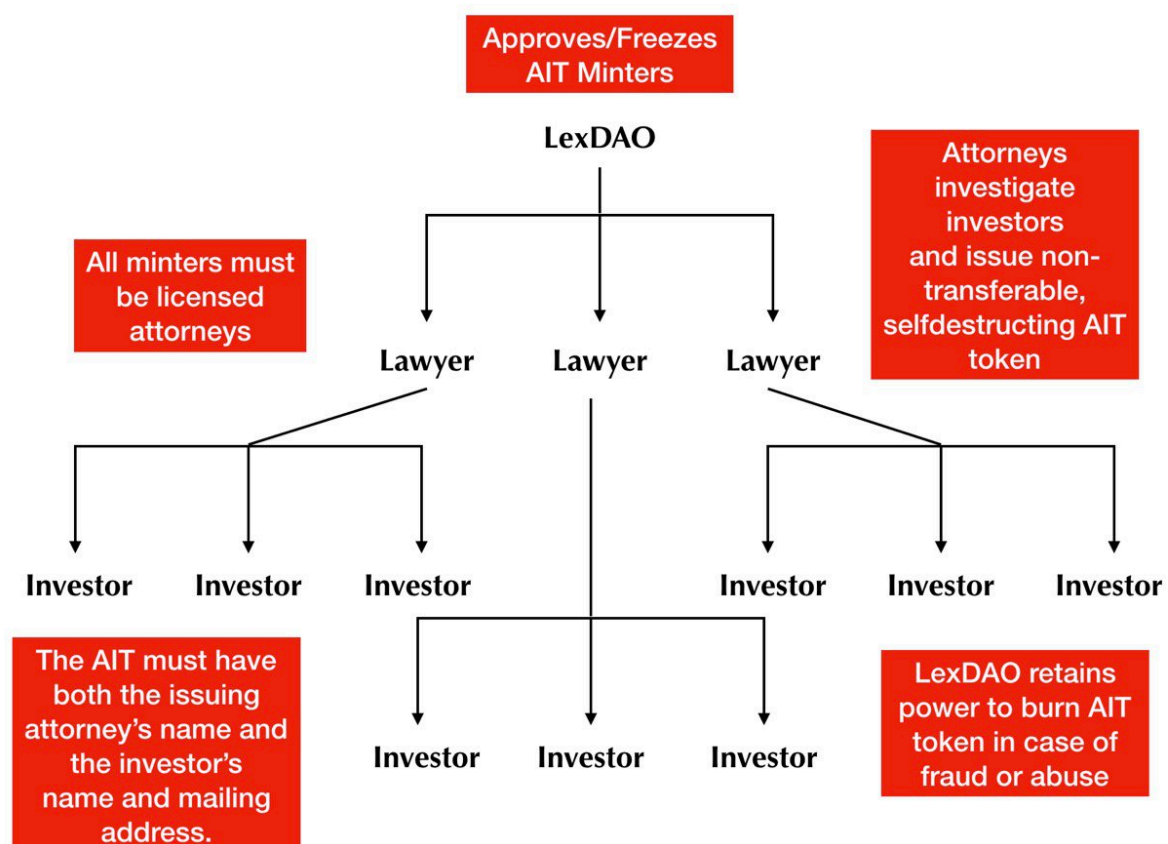 Approves/Freezes
AIT Minters
LexDAO
Attorneys
investigate
investors
and issue non-
transferable,
selfdestructing AIT
token
All minters must
be licensed
attorneys
Lawyer
Lawyer
Lawyer
Investor
Investor
Investor
Investor
Investor
Investor
The AIT must have
both the issuing
attorney’s name and
the investor’s
name and mailing
address.
Investor
Investor
Investor
LexDAO retains
power to burn AIT
token in case of
fraud or abuse